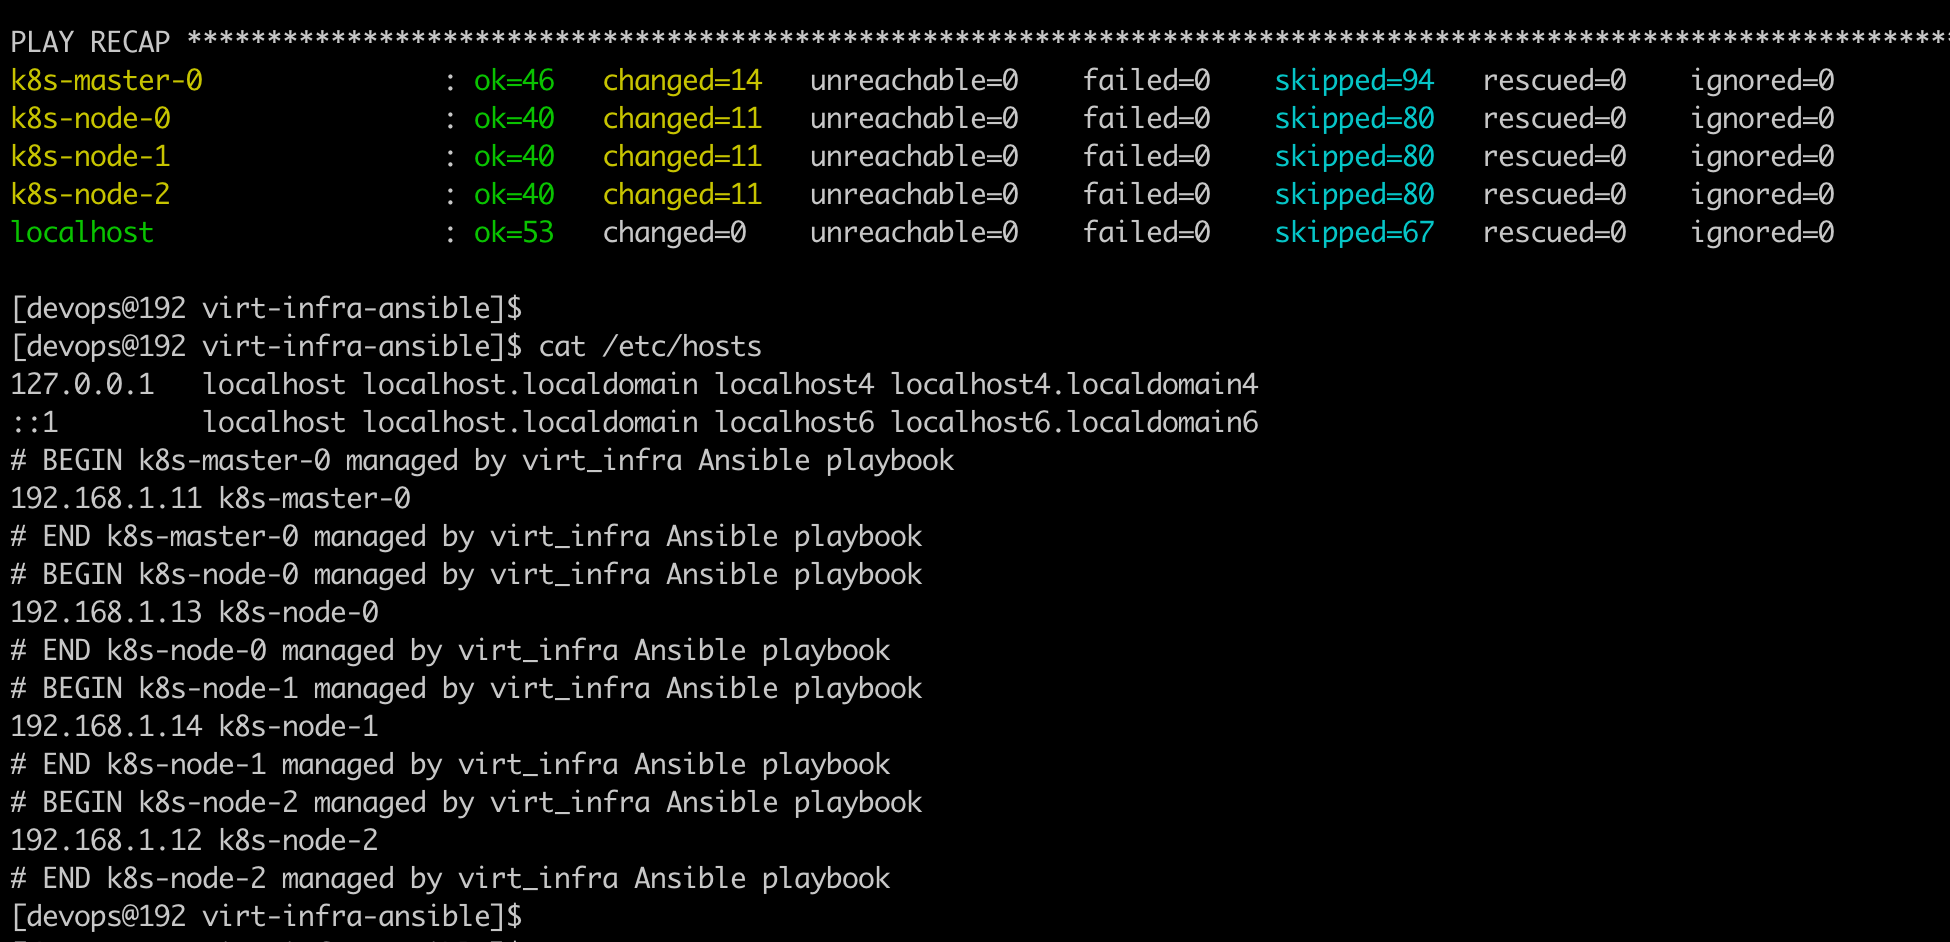 PLAY RECAP **************************************************************************************************************
k8s-master-0               : ok=46   changed=14   unreachable=0    failed=0    skipped=94   rescued=0    ignored=0
k8s-node-0                 : ok=40   changed=11   unreachable=0    failed=0    skipped=80   rescued=0    ignored=0
k8s-node-1                 : ok=40   changed=11   unreachable=0    failed=0    skipped=80   rescued=0    ignored=0
k8s-node-2                 : ok=40   changed=11   unreachable=0    failed=0    skipped=80   rescued=0    ignored=0
localhost                  : ok=53   changed=0    unreachable=0    failed=0    skipped=67   rescued=0    ignored=0
[devops@192 virt-infra-ansible]$
[devops@192 virt-infra-ansible]$ cat /etc/hosts
127.0.0.1   localhost localhost.localdomain localhost4 localhost4.localdomain4
::1         localhost localhost.localdomain localhost6 localhost6.localdomain6
# BEGIN k8s-master-0 managed by virt_infra Ansible playbook
192.168.1.11 k8s-master-0
# END k8s-master-0 managed by virt_infra Ansible playbook
# BEGIN k8s-node-0 managed by virt_infra Ansible playbook
192.168.1.13 k8s-node-0
# END k8s-node-0 managed by virt_infra Ansible playbook
# BEGIN k8s-node-1 managed by virt_infra Ansible playbook
192.168.1.14 k8s-node-1
# END k8s-node-1 managed by virt_infra Ansible playbook
# BEGIN k8s-node-2 managed by virt_infra Ansible playbook
192.168.1.12 k8s-node-2
# END k8s-node-2 managed by virt_infra Ansible playbook
[devops@192 virt-infra-ansible]$